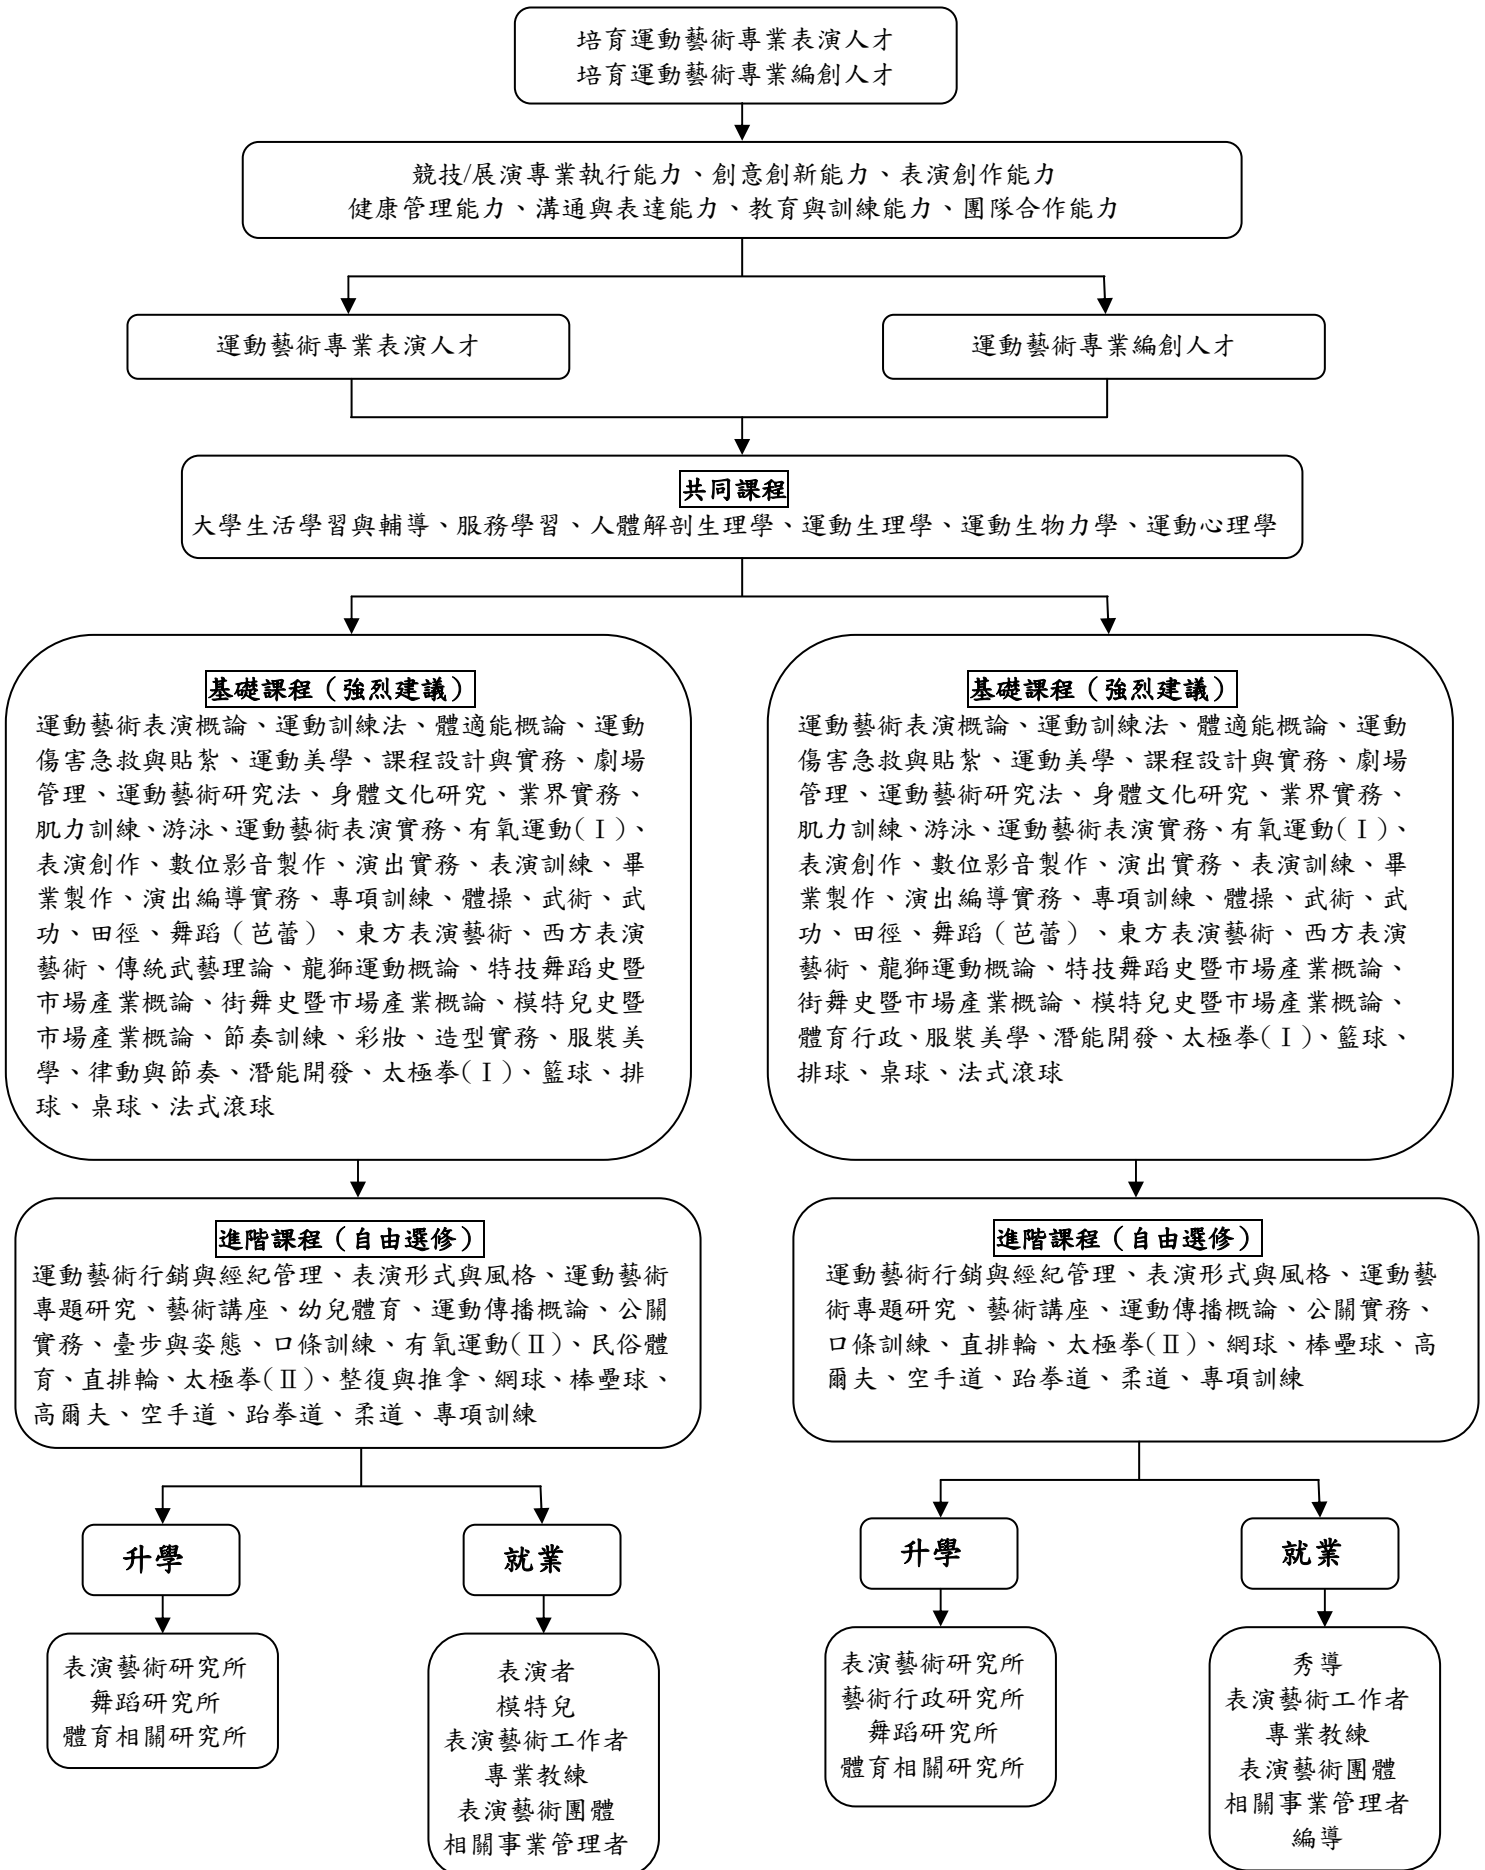 培育運動藝術專業表演人才
培育運動藝術專業編創人才
競技/展演專業執行能力、創意創新能力、表演創作能力
健康管理能力、溝通與表達能力、教育與訓練能力、團隊合作能力
運動藝術專業表演人才
運動藝術專業編創人才
共同課程
大學生活學習與輔導、服務學習、人體解剖生理學、運動生理學、運動生物力學、運動心理學
基礎課程（強烈建議）
運動藝術表演概論、運動訓練法、體適能概論、運動
傷害急救與貼紮、運動美學、課程設計與實務、劇場
管理、運動藝術研究法、身體文化研究、業界實務、
肌力訓練、游泳、運動藝術表演實務、有氧運動(Ⅰ)、
表演創作、數位影音製作、演出實務、表演訓練、畢
業製作、演出編導實務、專項訓練、體操、武術、武
功、田徑、舞蹈（芭蕾）、東方表演藝術、西方表演
藝術、傳統武藝理論、龍獅運動概論、特技舞蹈史暨
市場產業概論、街舞史暨市場產業概論、模特兒史暨
市場產業概論、節奏訓練、彩妝、造型實務、服裝美
學、律動與節奏、潛能開發、太極拳(Ⅰ)、籃球、排
球、桌球、法式滾球
基礎課程（強烈建議）
運動藝術表演概論、運動訓練法、體適能概論、運動
傷害急救與貼紮、運動美學、課程設計與實務、劇場
管理、運動藝術研究法、身體文化研究、業界實務、
肌力訓練、游泳、運動藝術表演實務、有氧運動(Ⅰ)、
表演創作、數位影音製作、演出實務、表演訓練、畢
業製作、演出編導實務、專項訓練、體操、武術、武
功、田徑、舞蹈（芭蕾）、東方表演藝術、西方表演
藝術、龍獅運動概論、特技舞蹈史暨市場產業概論、
街舞史暨市場產業概論、模特兒史暨市場產業概論、
體育行政、服裝美學、潛能開發、太極拳(Ⅰ)、籃球、
排球、桌球、法式滾球
進階課程（自由選修）
運動藝術行銷與經紀管理、表演形式與風格、運動藝術
專題研究、藝術講座、幼兒體育、運動傳播概論、公關
實務、臺步與姿態、口條訓練、有氧運動(Ⅱ)、民俗體
育、直排輪、太極拳(Ⅱ)、整復與推拿、網球、棒壘球、
高爾夫、空手道、跆拳道、柔道、專項訓練
進階課程（自由選修）
運動藝術行銷與經紀管理、表演形式與風格、運動藝
術專題研究、藝術講座、運動傳播概論、公關實務、
口條訓練、直排輪、太極拳(Ⅱ)、網球、棒壘球、高
爾夫、空手道、跆拳道、柔道、專項訓練
升學
就業
升學
就業
表演藝術研究所
舞蹈研究所
體育相關研究所
表演者
模特兒
表演藝術工作者
專業教練
表演藝術團體
相關事業管理者
表演藝術研究所
藝術行政研究所
舞蹈研究所
體育相關研究所
秀導
表演藝術工作者
專業教練
表演藝術團體
相關事業管理者
編導